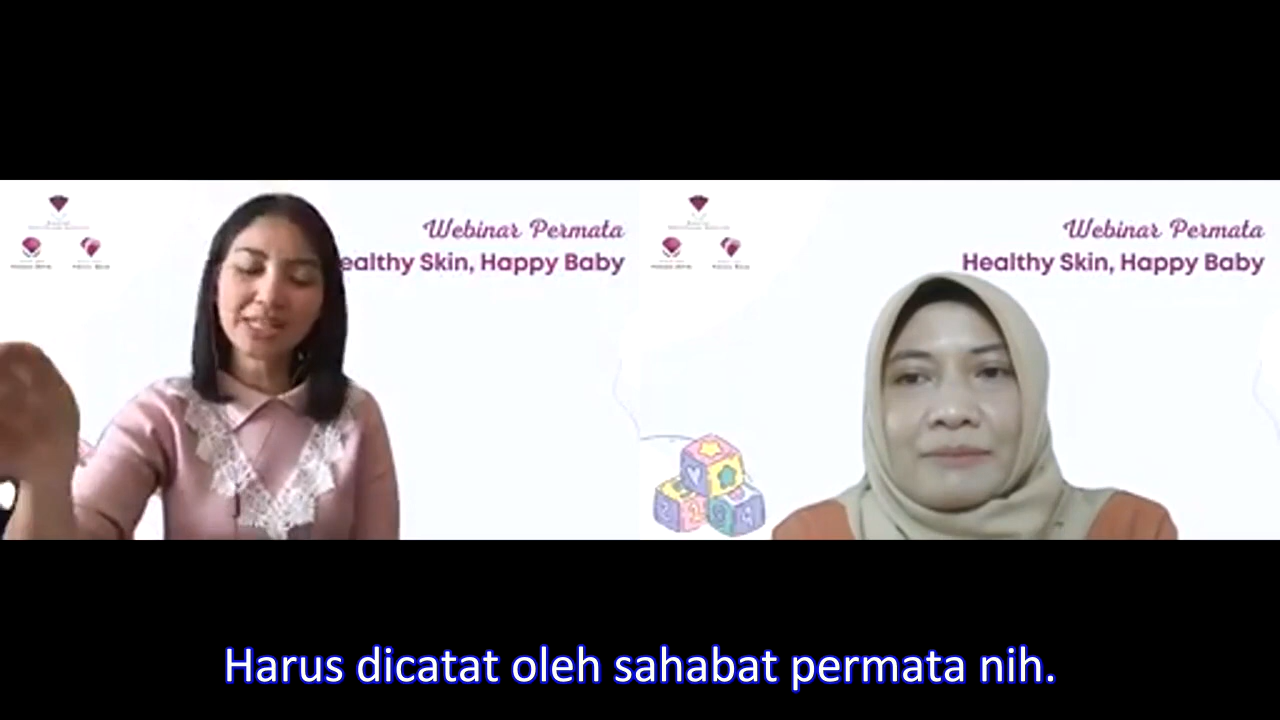 Webinar Permata
ealthy Skin, Happy Baby
Webinar Permata
Healthy Skin, Happy Baby
Harus dicatat oleh sahabat permata nih.